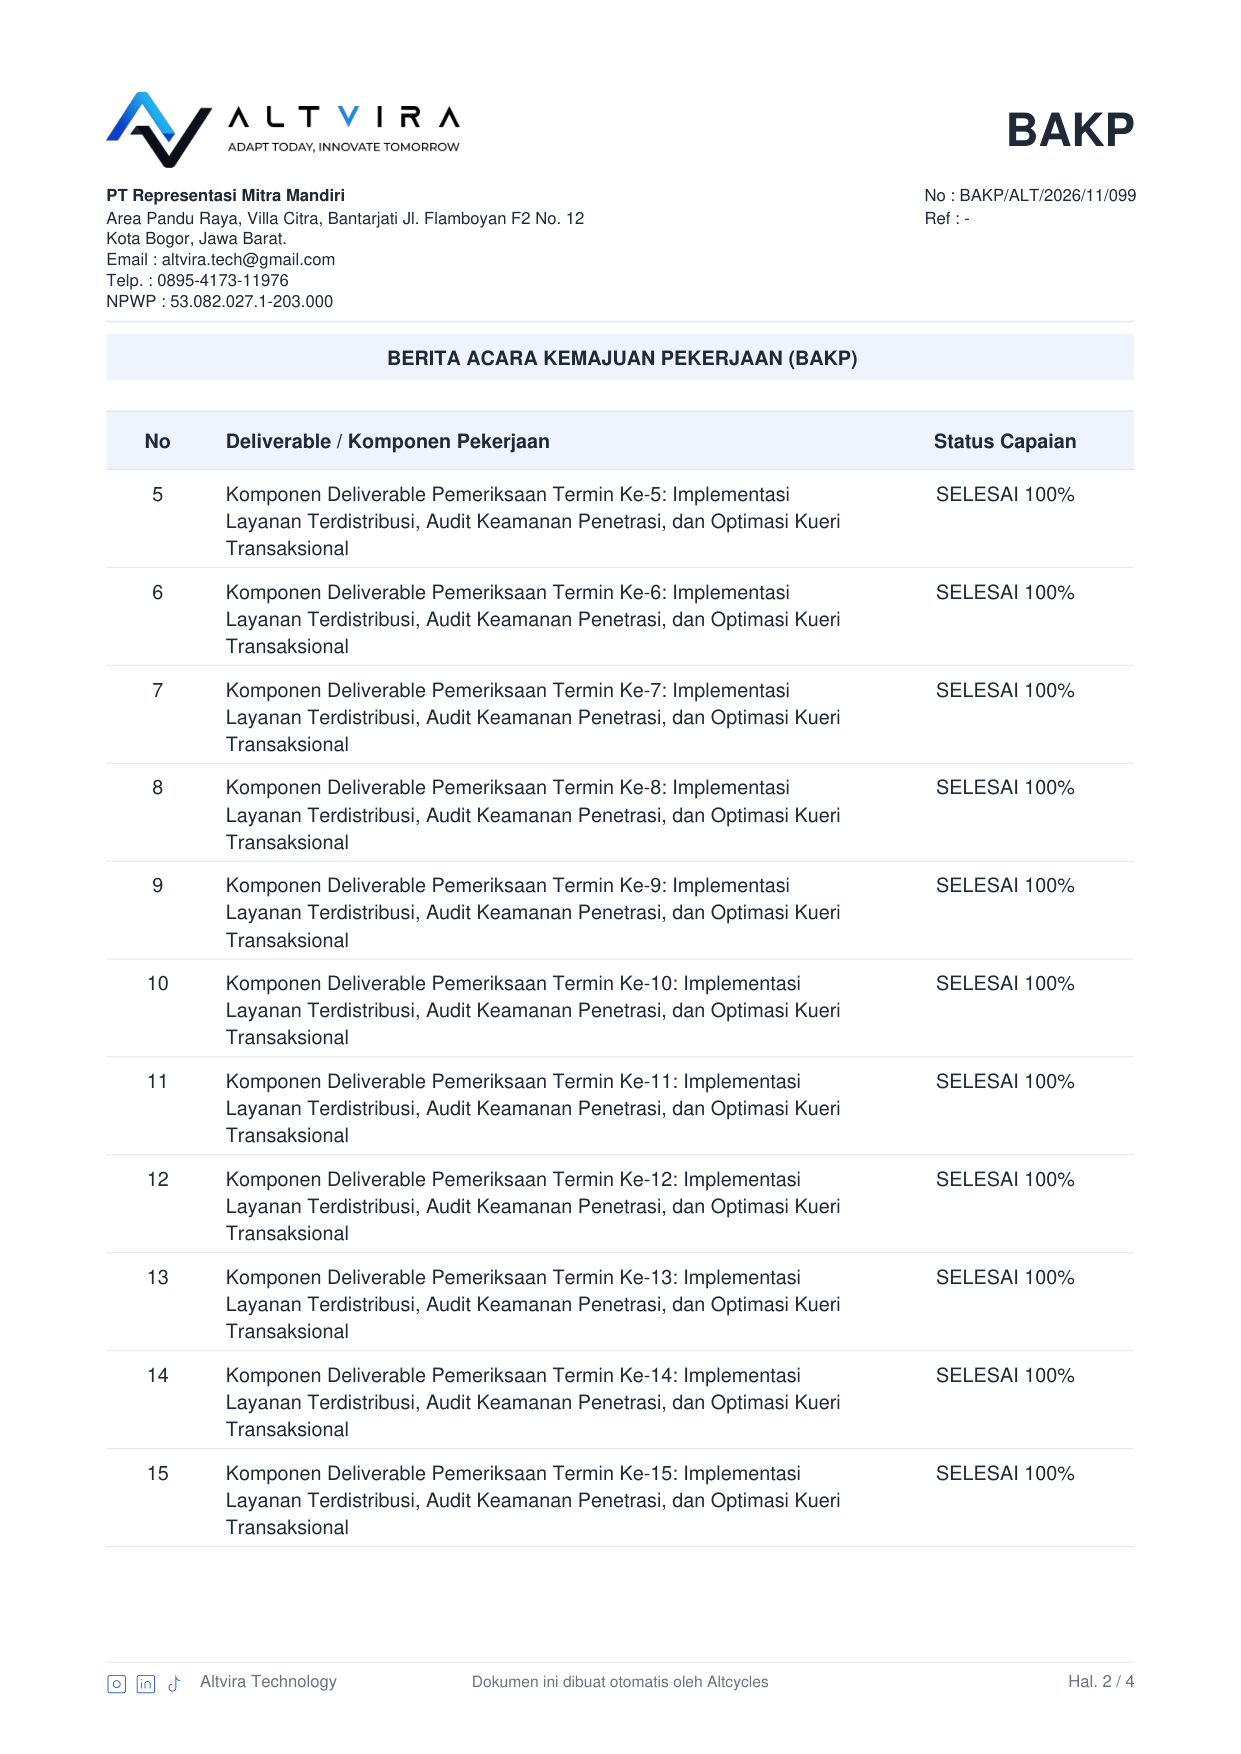 ALTVIRA
ADAPT TODAY, INNOVATE TOMORROW
BAKP
PT Representasi Mitra Mandiri
Area Pandu Raya, Villa Citra, Bantarjati Jl. Flamboyan F2 No. 12
Kota Bogor, Jawa Barat.
Email : altvira.tech@gmail.com
Telp. : 0895-4173-11976
NPWP : 53.082.027.1-203.000
No : BAKP/ALT/2026/11/099
Ref : -
BERITA ACARA KEMAJUAN PEKERJAAN (BAKP)
No Deliverable / Komponen Pekerjaan Status Capaian
5 Komponen Deliverable Pemeriksaan Termin Ke-5: Implementasi SELESAI 100%
Layanan Terdistribusi, Audit Keamanan Penetrasi, dan Optimasi Kueri
Transaksional
6 Komponen Deliverable Pemeriksaan Termin Ke-6: Implementasi SELESAI 100%
Layanan Terdistribusi, Audit Keamanan Penetrasi, dan Optimasi Kueri
Transaksional
7 Komponen Deliverable Pemeriksaan Termin Ke-7: Implementasi SELESAI 100%
Layanan Terdistribusi, Audit Keamanan Penetrasi, dan Optimasi Kueri
Transaksional
8 Komponen Deliverable Pemeriksaan Termin Ke-8: Implementasi SELESAI 100%
Layanan Terdistribusi, Audit Keamanan Penetrasi, dan Optimasi Kueri
Transaksional
9 Komponen Deliverable Pemeriksaan Termin Ke-9: Implementasi SELESAI 100%
Layanan Terdistribusi, Audit Keamanan Penetrasi, dan Optimasi Kueri
Transaksional
10 Komponen Deliverable Pemeriksaan Termin Ke-10: Implementasi SELESAI 100%
Layanan Terdistribusi, Audit Keamanan Penetrasi, dan Optimasi Kueri
Transaksional
11 Komponen Deliverable Pemeriksaan Termin Ke-11: Implementasi SELESAI 100%
Layanan Terdistribusi, Audit Keamanan Penetrasi, dan Optimasi Kueri
Transaksional
12 Komponen Deliverable Pemeriksaan Termin Ke-12: Implementasi SELESAI 100%
Layanan Terdistribusi, Audit Keamanan Penetrasi, dan Optimasi Kueri
Transaksional
13 Komponen Deliverable Pemeriksaan Termin Ke-13: Implementasi SELESAI 100%
Layanan Terdistribusi, Audit Keamanan Penetrasi, dan Optimasi Kueri
Transaksional
14 Komponen Deliverable Pemeriksaan Termin Ke-14: Implementasi SELESAI 100%
Layanan Terdistribusi, Audit Keamanan Penetrasi, dan Optimasi Kueri
Transaksional
15 Komponen Deliverable Pemeriksaan Termin Ke-15: Implementasi SELESAI 100%
Layanan Terdistribusi, Audit Keamanan Penetrasi, dan Optimasi Kueri
Transaksional
Altvira Technology Dokumen ini dibuat otomatis oleh Altcycles Hal. 2 / 4